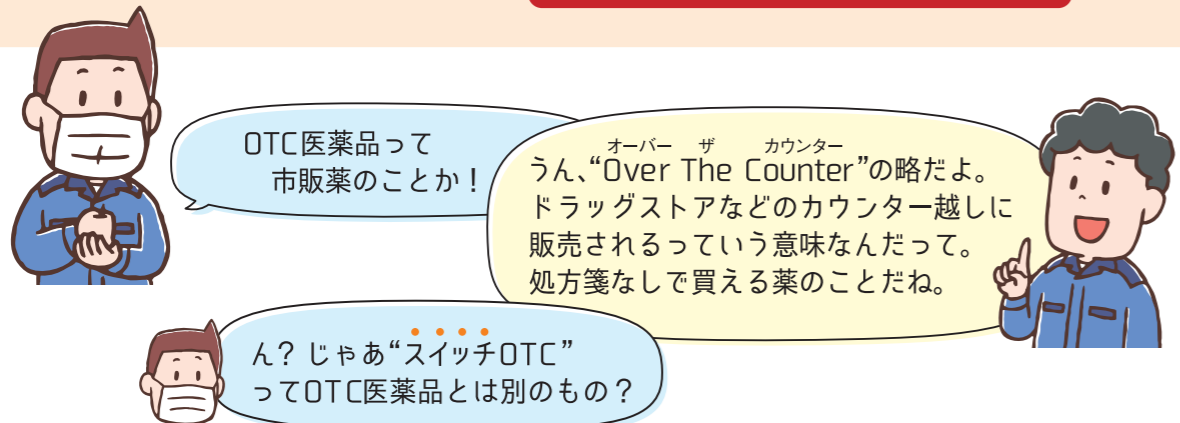 OTC医薬品って
市販薬のことか！
オーバー ザ カウンター
うん、“Over The Counter”の略だよ。
ドラッグストアなどのカウンター越しに
販売されるっていう意味なんだって。
処方箋なしで買える薬のことだね。
ん？じゃあ“スイッチOTC”
ってOTC医薬品とは別のもの？